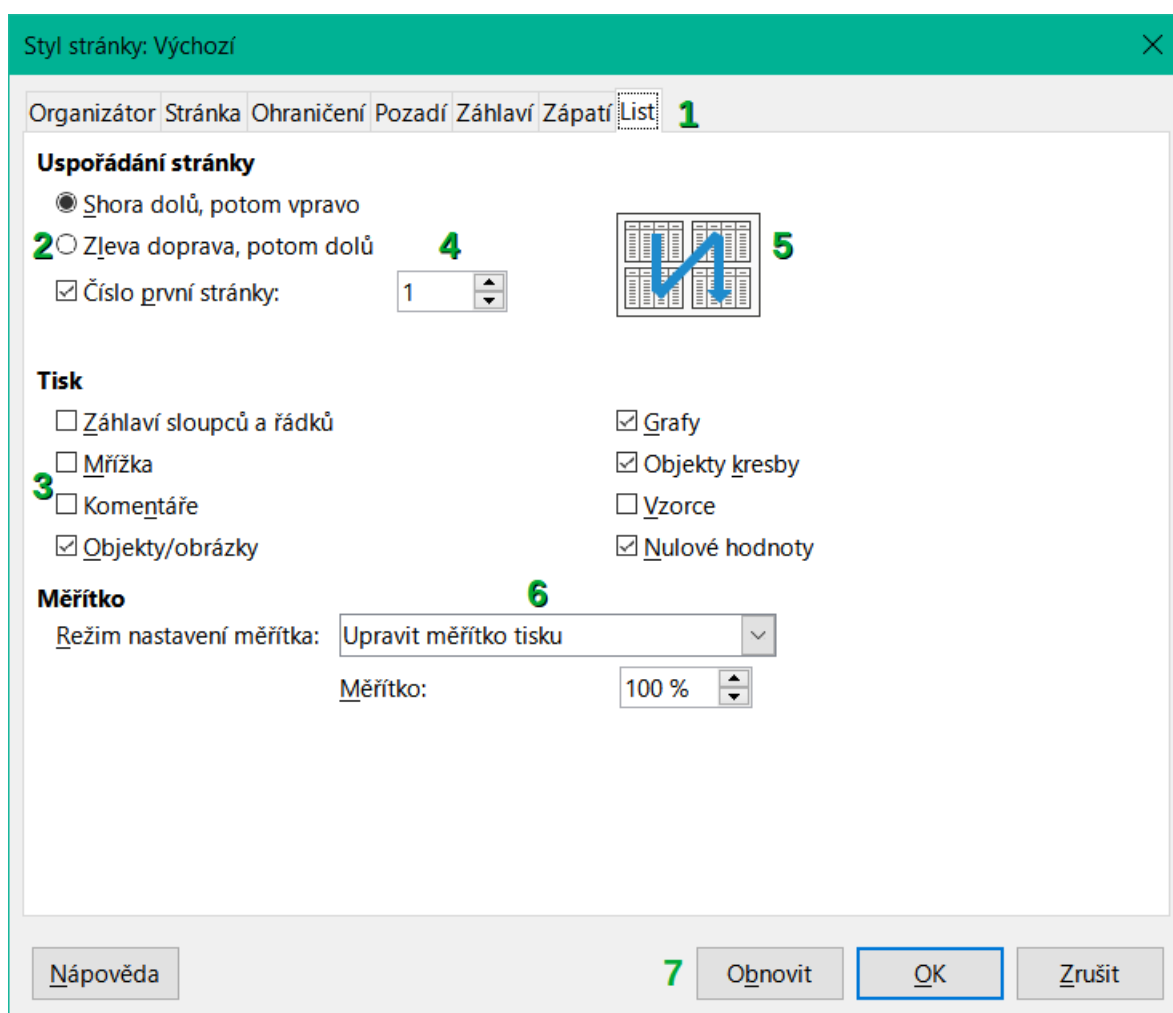 Styl stránky: Výchozí
Organizátor Stránka Ohraničení Pozadí Záhlaví Zápatí List 1
Uspořádání stránky
Shora dolů, potom vpravo
2 Zleva doprava, potom dolů 4 5
Číslo první stránky: 1
Tisk
Záhlaví sloupců a řádků Grafy
Mřížka Objekty kresby
3
Komentáře Vzorce
Objekty/obrázky Nulové hodnoty
Měřítko 6
Režim nastavení měřítka: Upravit měřítko tisku
Měřítko: 100 %
Nápověda 7 Obnovit OK Zrušit